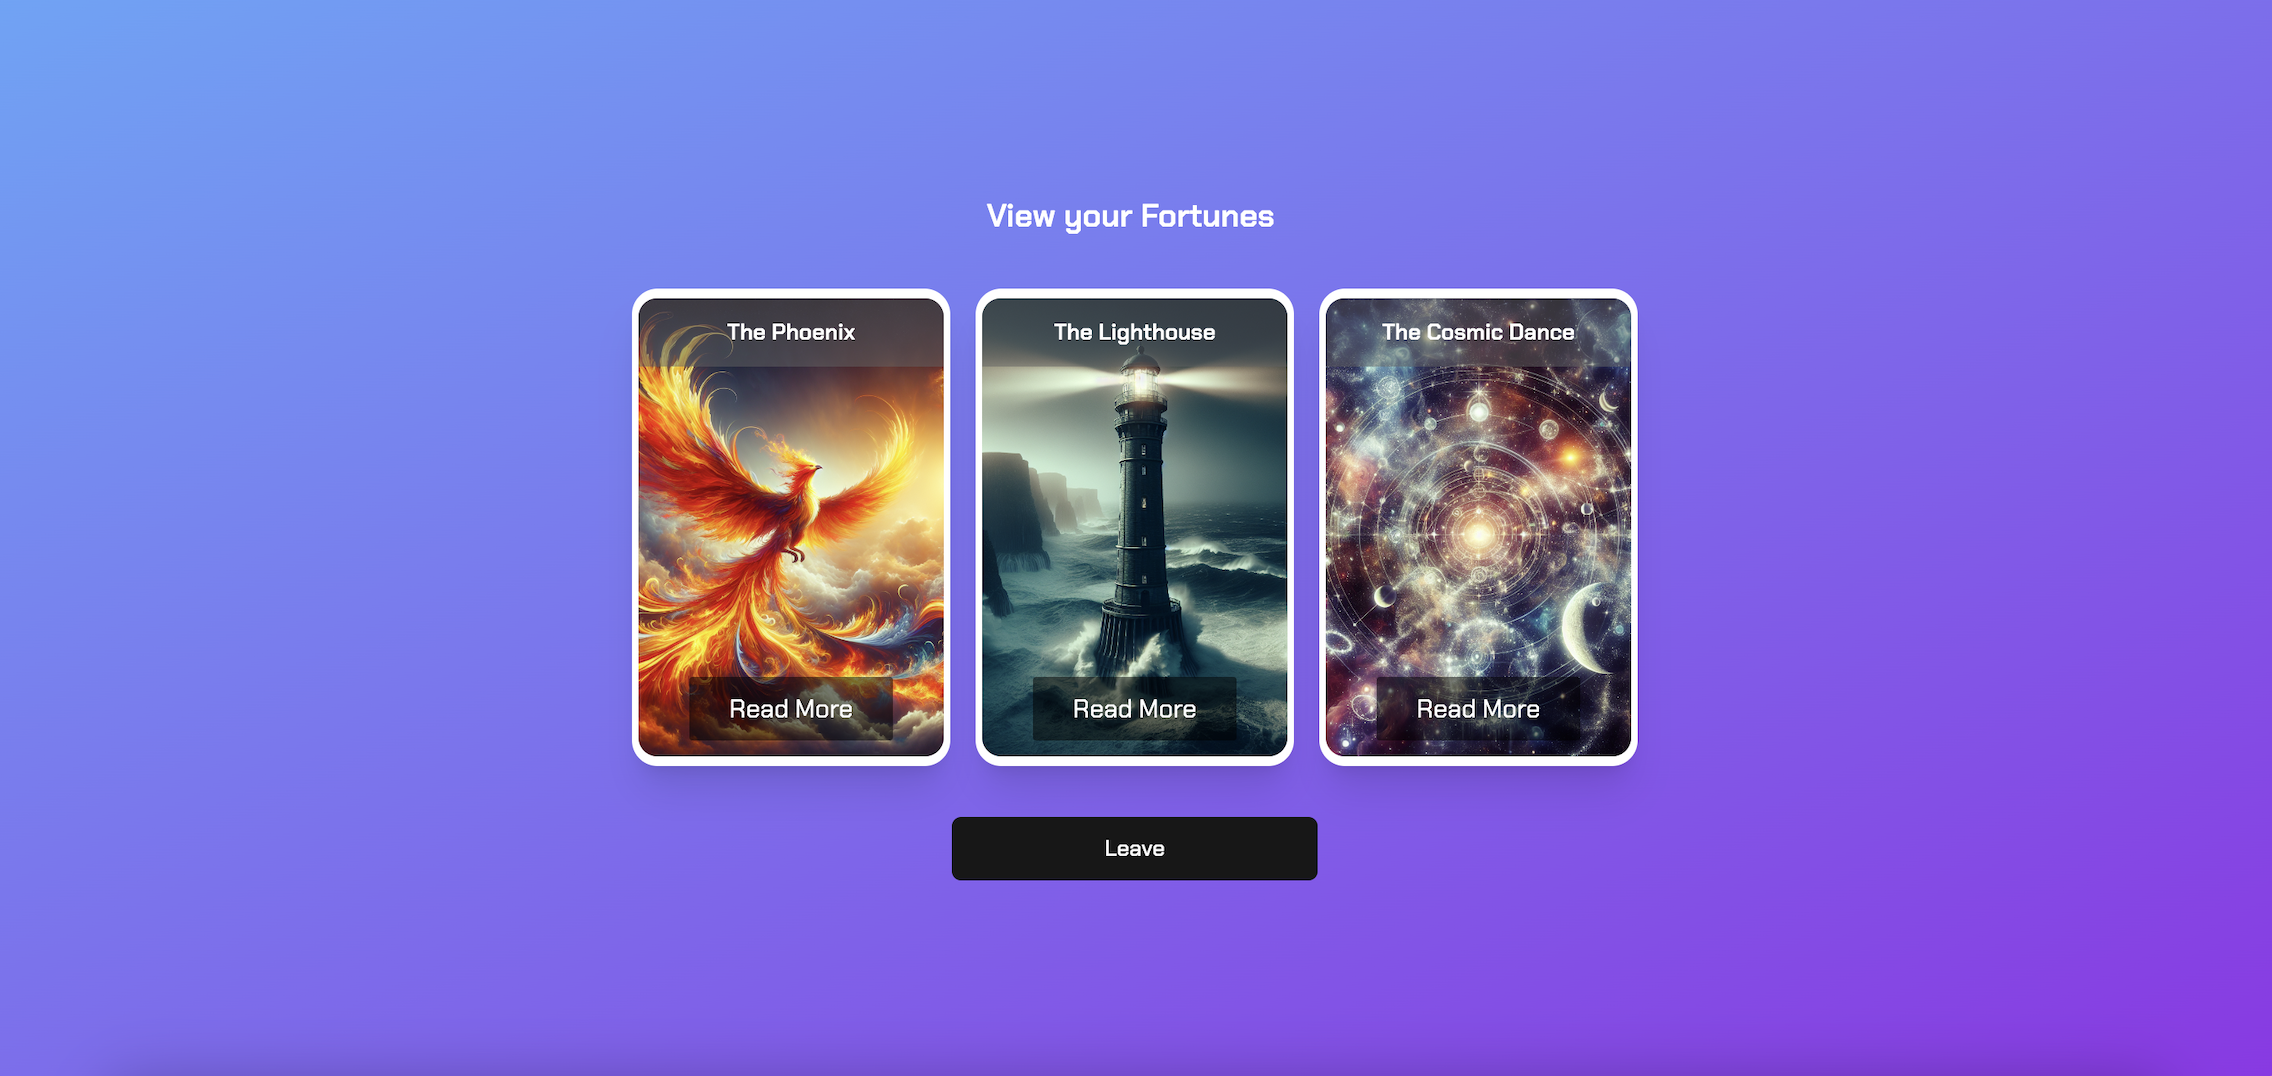 View your Fortunes
The Phoenix
The Lighthouse
The Cosmic Dance
Read More
Read More
Read More
Leave